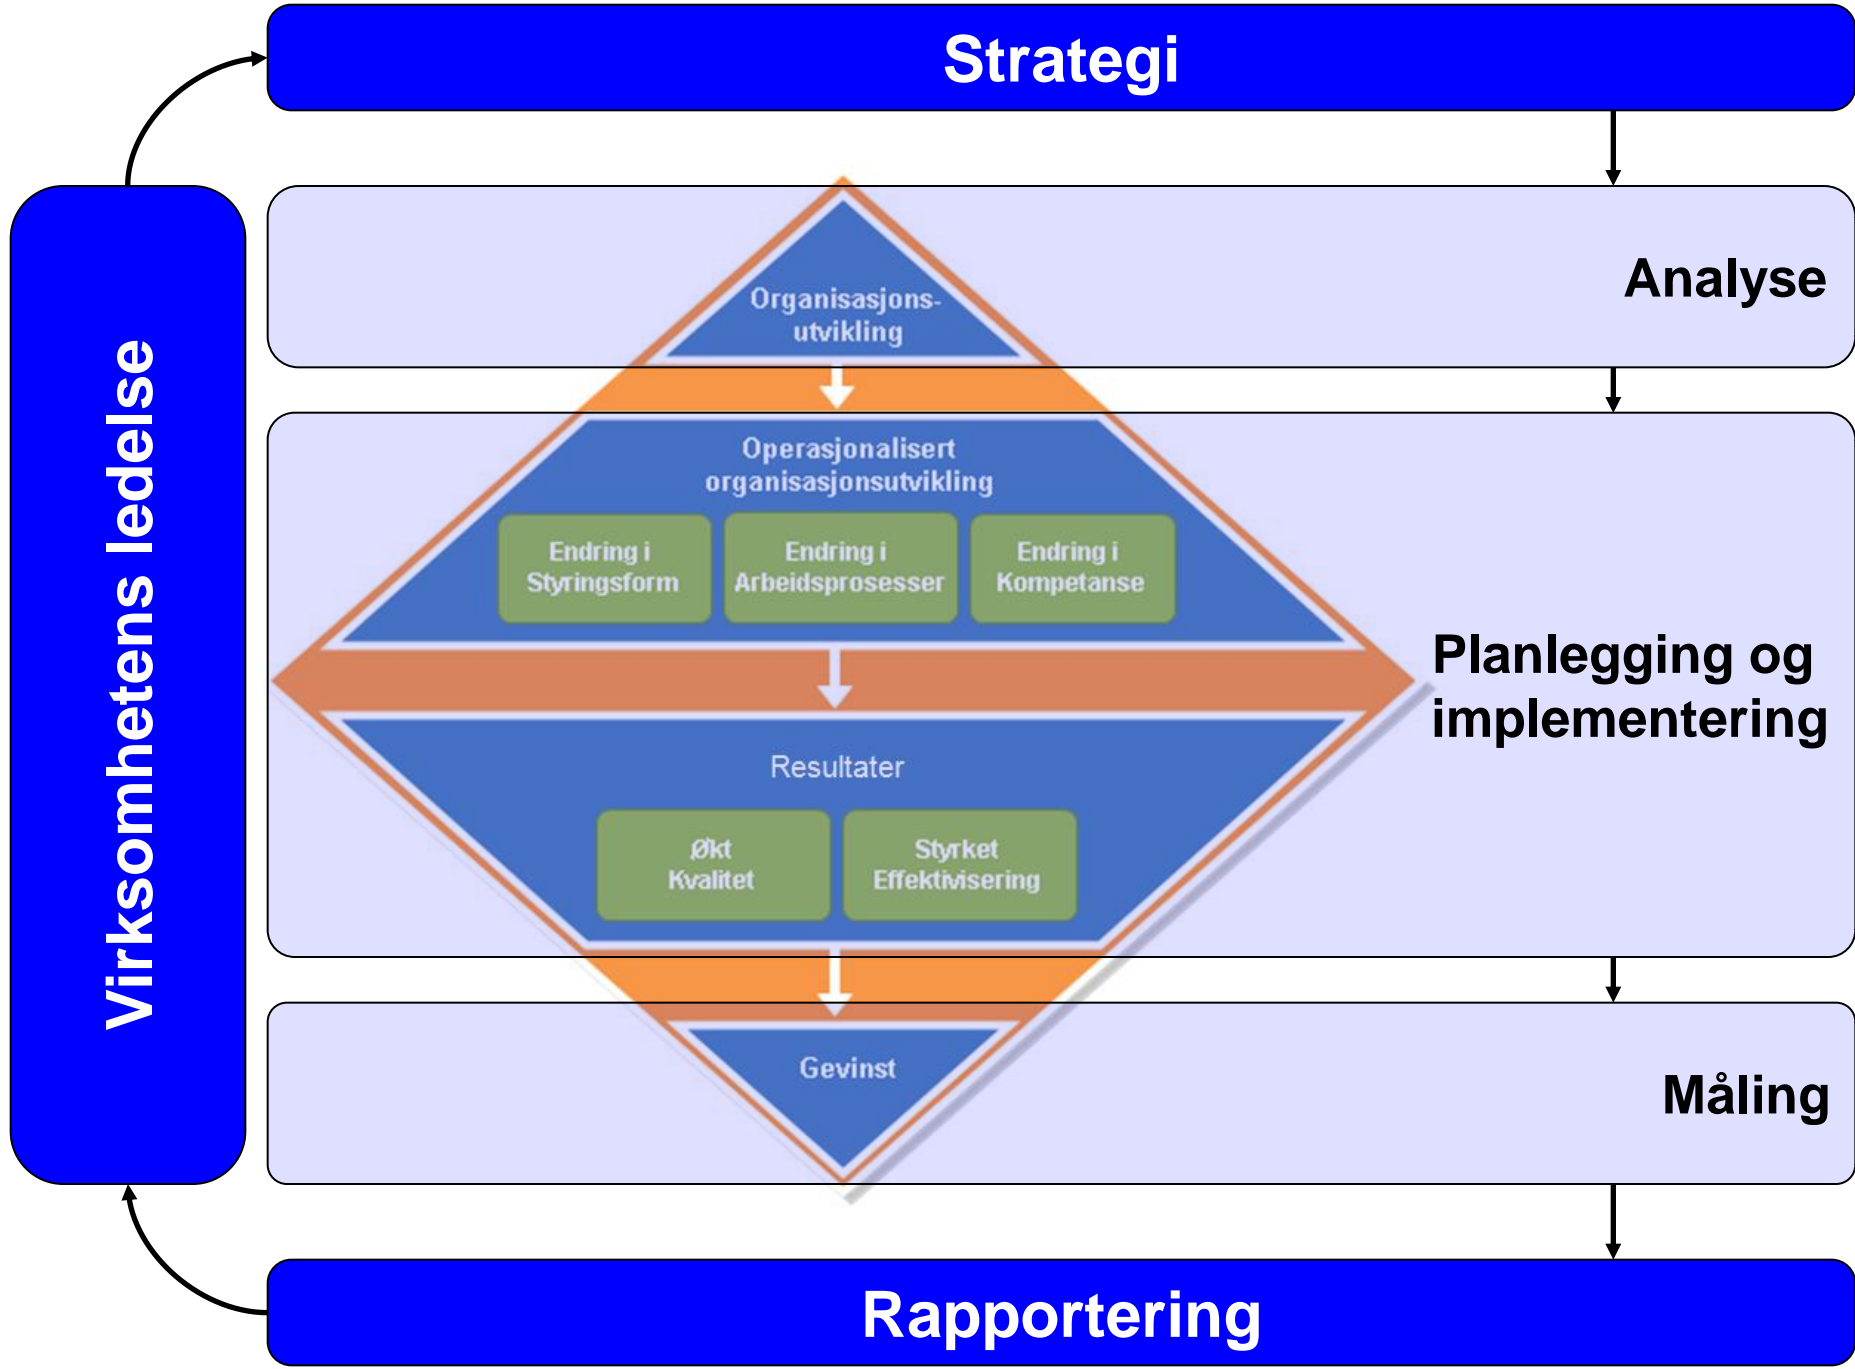 Strategi
Virksomhetens ledelse
Analyse
Organisasjons-
utvikling
Operasjonalisert
organisasjonsutvikling
Endring i
Styringsform
Endring i
Arbeidsprosesser
Endring i
Kompetanse
Planlegging og
implementering
Resultater
Økt
Kvalitet
Styrket
Effektivisering
Gevinst
Måling
Rapportering